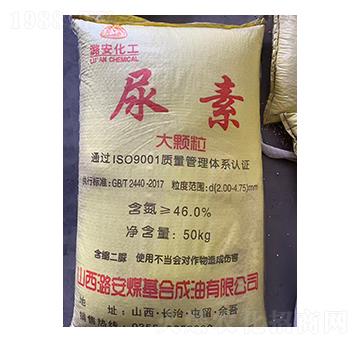 潞安化工
LU'AN CHEMICAL
尿素
大颗粒
通过ISO9001质量管理体系认证
执行标准:GB/T 2440-2017 粒度范围:d(2.00-4.75)mm
含氮≥46.0%
净含量:50kg
含缩二脲 使用不当会对作物造成伤害
山西潞安煤基合成油有限公司
地 址:山西·长治·屯留·余吾
销售热线: